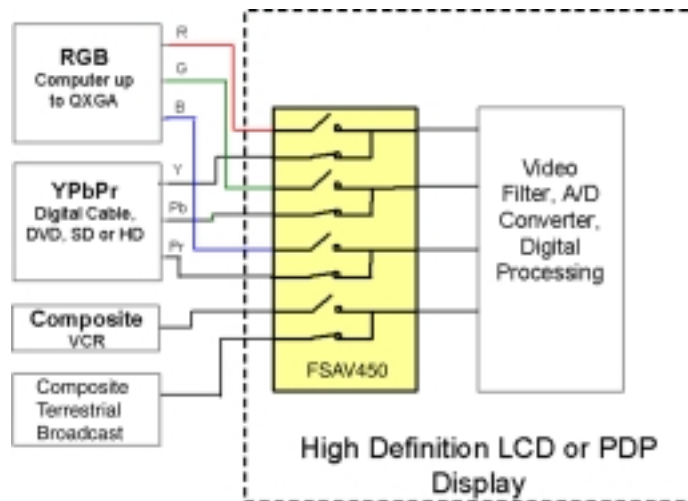 RGB
Computer up
to QXGA
R
G
B
YPbPr
Digital Cable,
DVD, SD or HD
Y
Pb
Pr
Composite
VCR
Composite
Terrestrial
Broadcast
FSAV450
Video
Filter, A/D
Converter,
Digital
Processing
High Definition LCD or PDP
Display